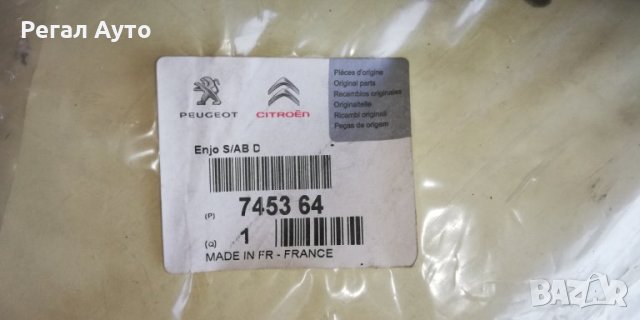 Регал Ауто
PEUGEOT
CITROËN
Pièces d'origine
Original parts
Recambios originales
Originalteile
Ricambi originali
Peças de origem
Enjo S/AB D
(P) 7453 64
(Q) 1
MADE IN FR - FRANCE
BAZAR